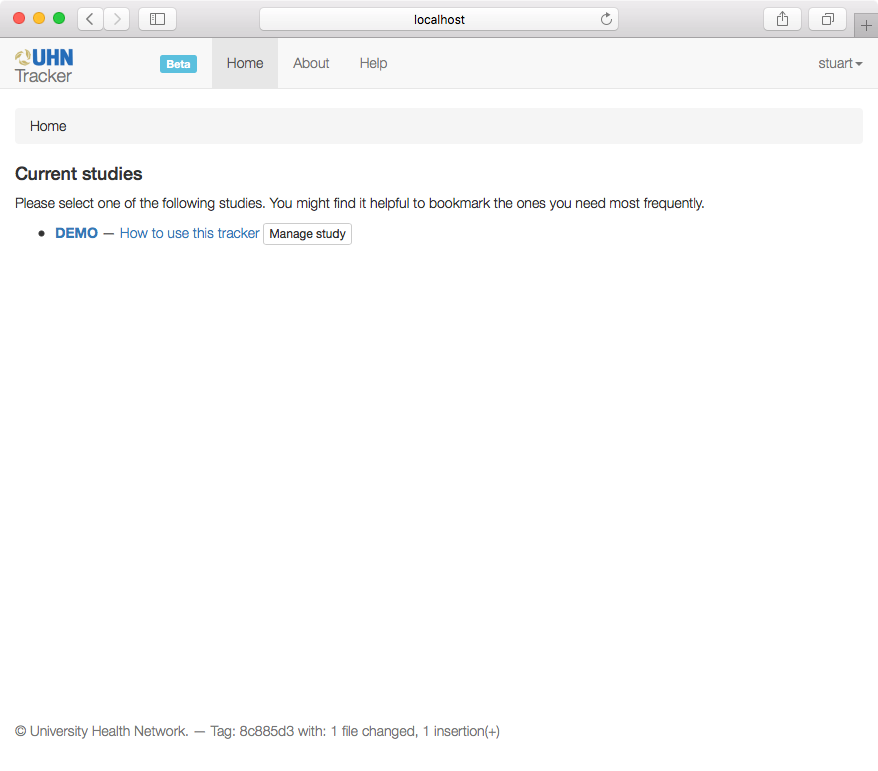 localhost
UHN
Tracker
Beta
Home
About
Help
stuart
Home
Current studies
Please select one of the following studies. You might find it helpful to bookmark the ones you need most frequently.
DEMO — How to use this tracker Manage study
© University Health Network. — Tag: 8c885d3 with: 1 file changed, 1 insertion(+)